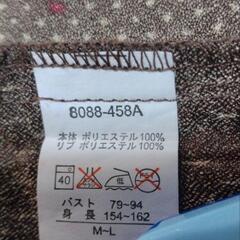 8088-458A
本体 ポリエステル100%
リブ ポリエステル100%
40 低
バスト 79~94
身長 154~162
M~L